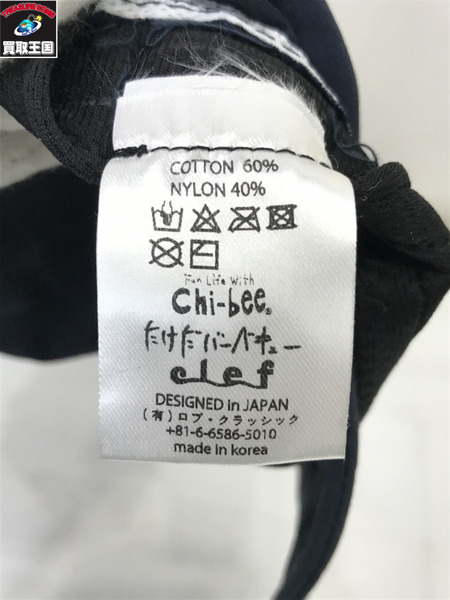 TREASURE WORLD
買取王国
COTTON 60%
NYLON 40%
Fun Life With
Chi-bee®
たけだバーベキュー
clef
DESIGNED in JAPAN
(有)ロブ・クラッシック
+81-6-6586-5010
made in korea